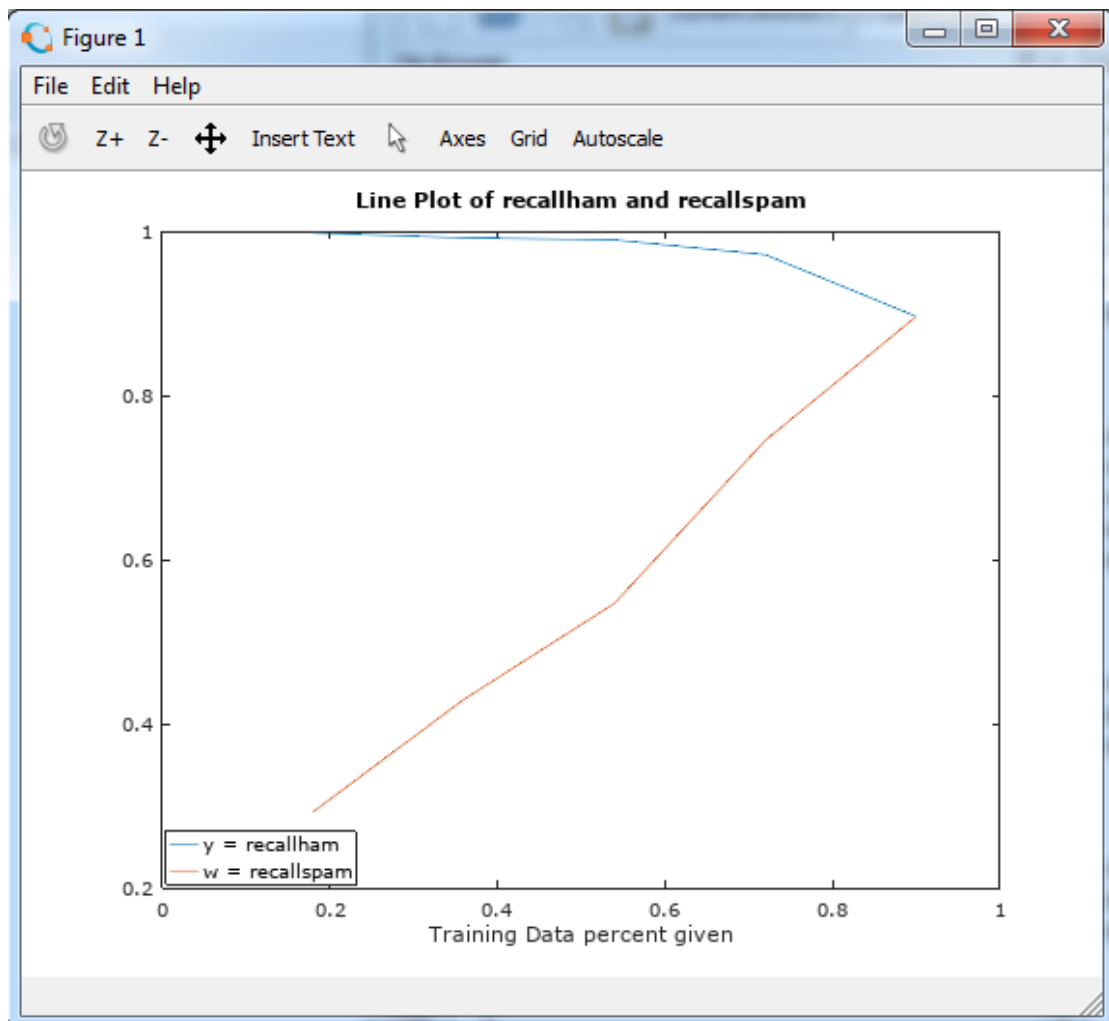 Figure 1
File Edit Help
Z+ Z- Insert Text Axes Grid Autoscale
Line Plot of recallham and recallspam
1
0.8
0.6
0.4
0.2
y = recallham
w = recallspam
0 0.2 0.4 0.6 0.8 1
Training Data percent given